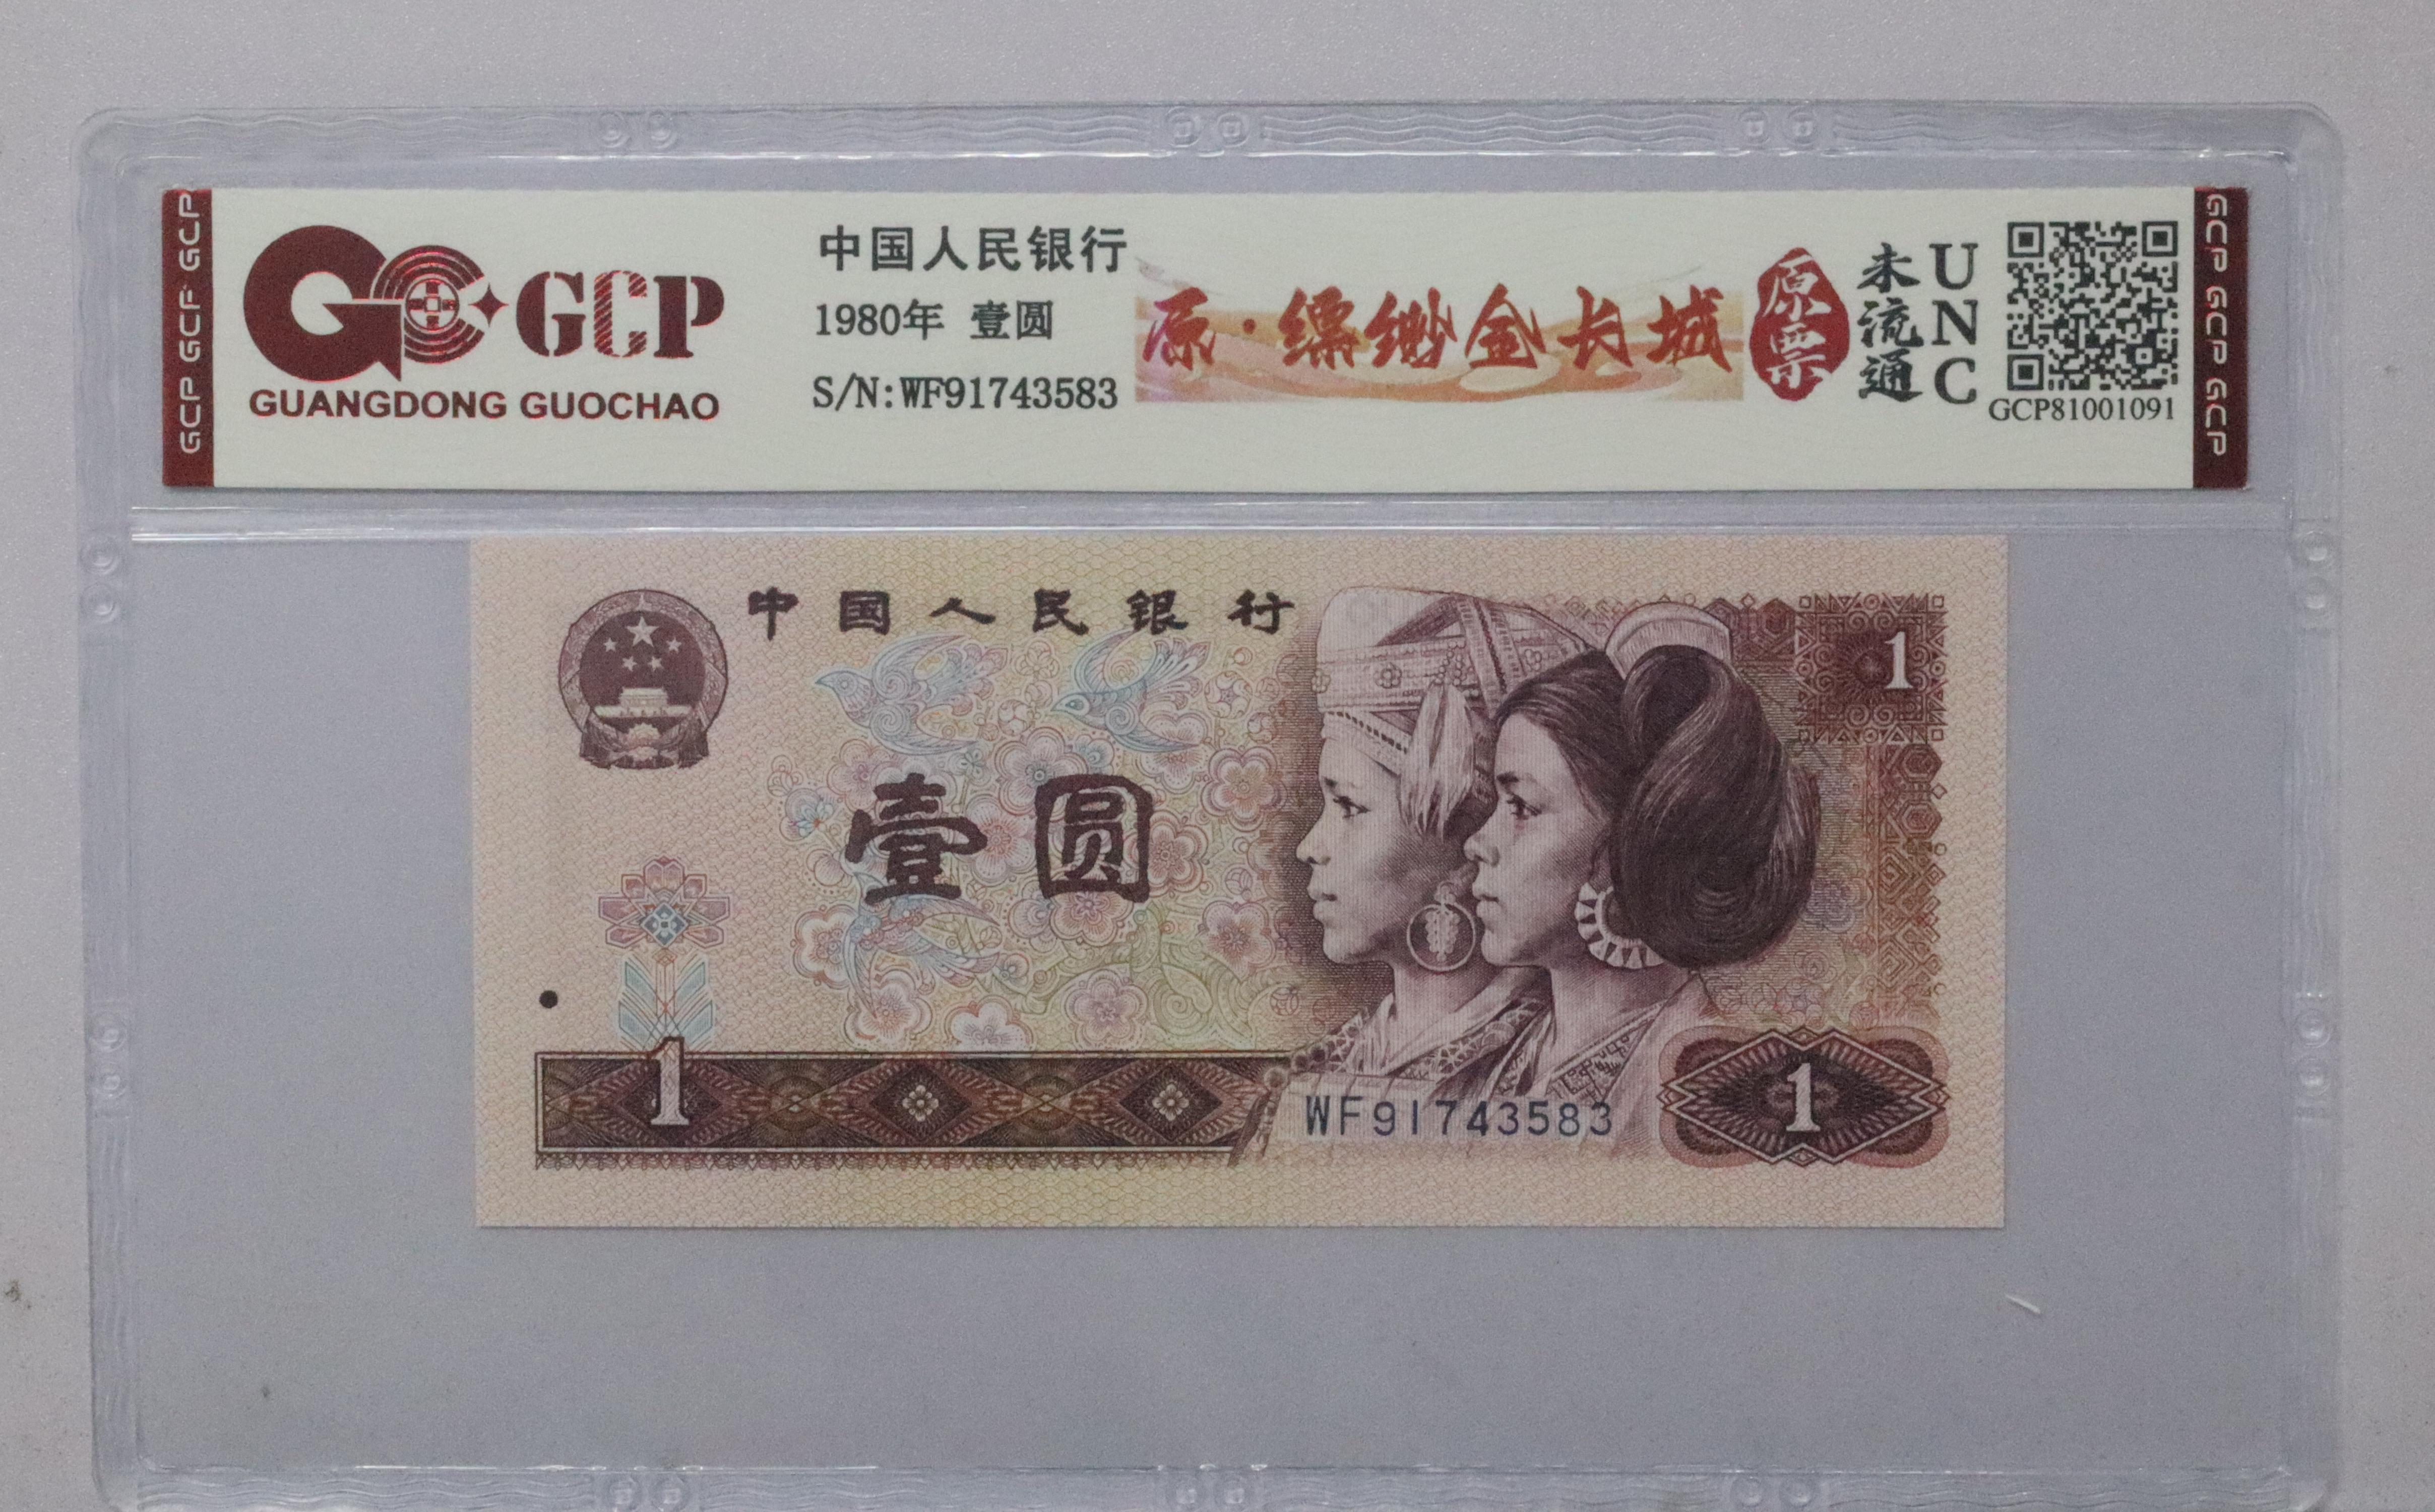 GCP GCP GCP
GC GCP
GUANGDONG GUOCHAO
中国人民银行
1980年 壹圆
S/N:WF91743583
原·缥缈金长城
原票
未流通
UNC
GCP81001091
GCP GCP GCP
中国人民银行
1
壹圆
1
WF91743583
1